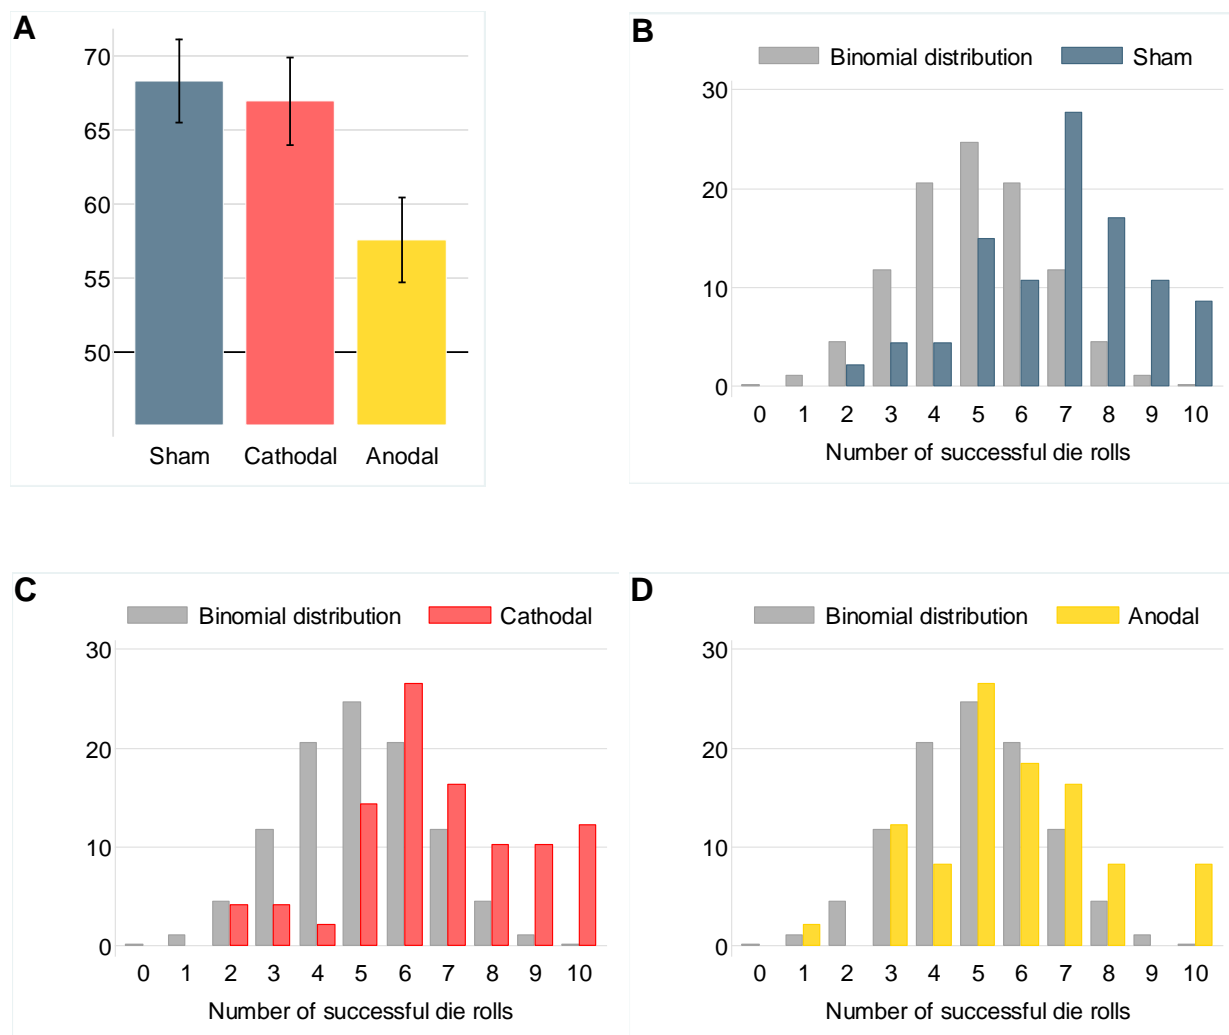 A
70
65
60
55
50
Sham Cathodal Anodal
B
Binomial distribution Sham
30
20
10
0
0 1 2 3 4 5 6 7 8 9 10
Number of successful die rolls
C
Binomial distribution Cathodal
30
20
10
0
0 1 2 3 4 5 6 7 8 9 10
Number of successful die rolls
D
Binomial distribution Anodal
30
20
10
0
0 1 2 3 4 5 6 7 8 9 10
Number of successful die rolls